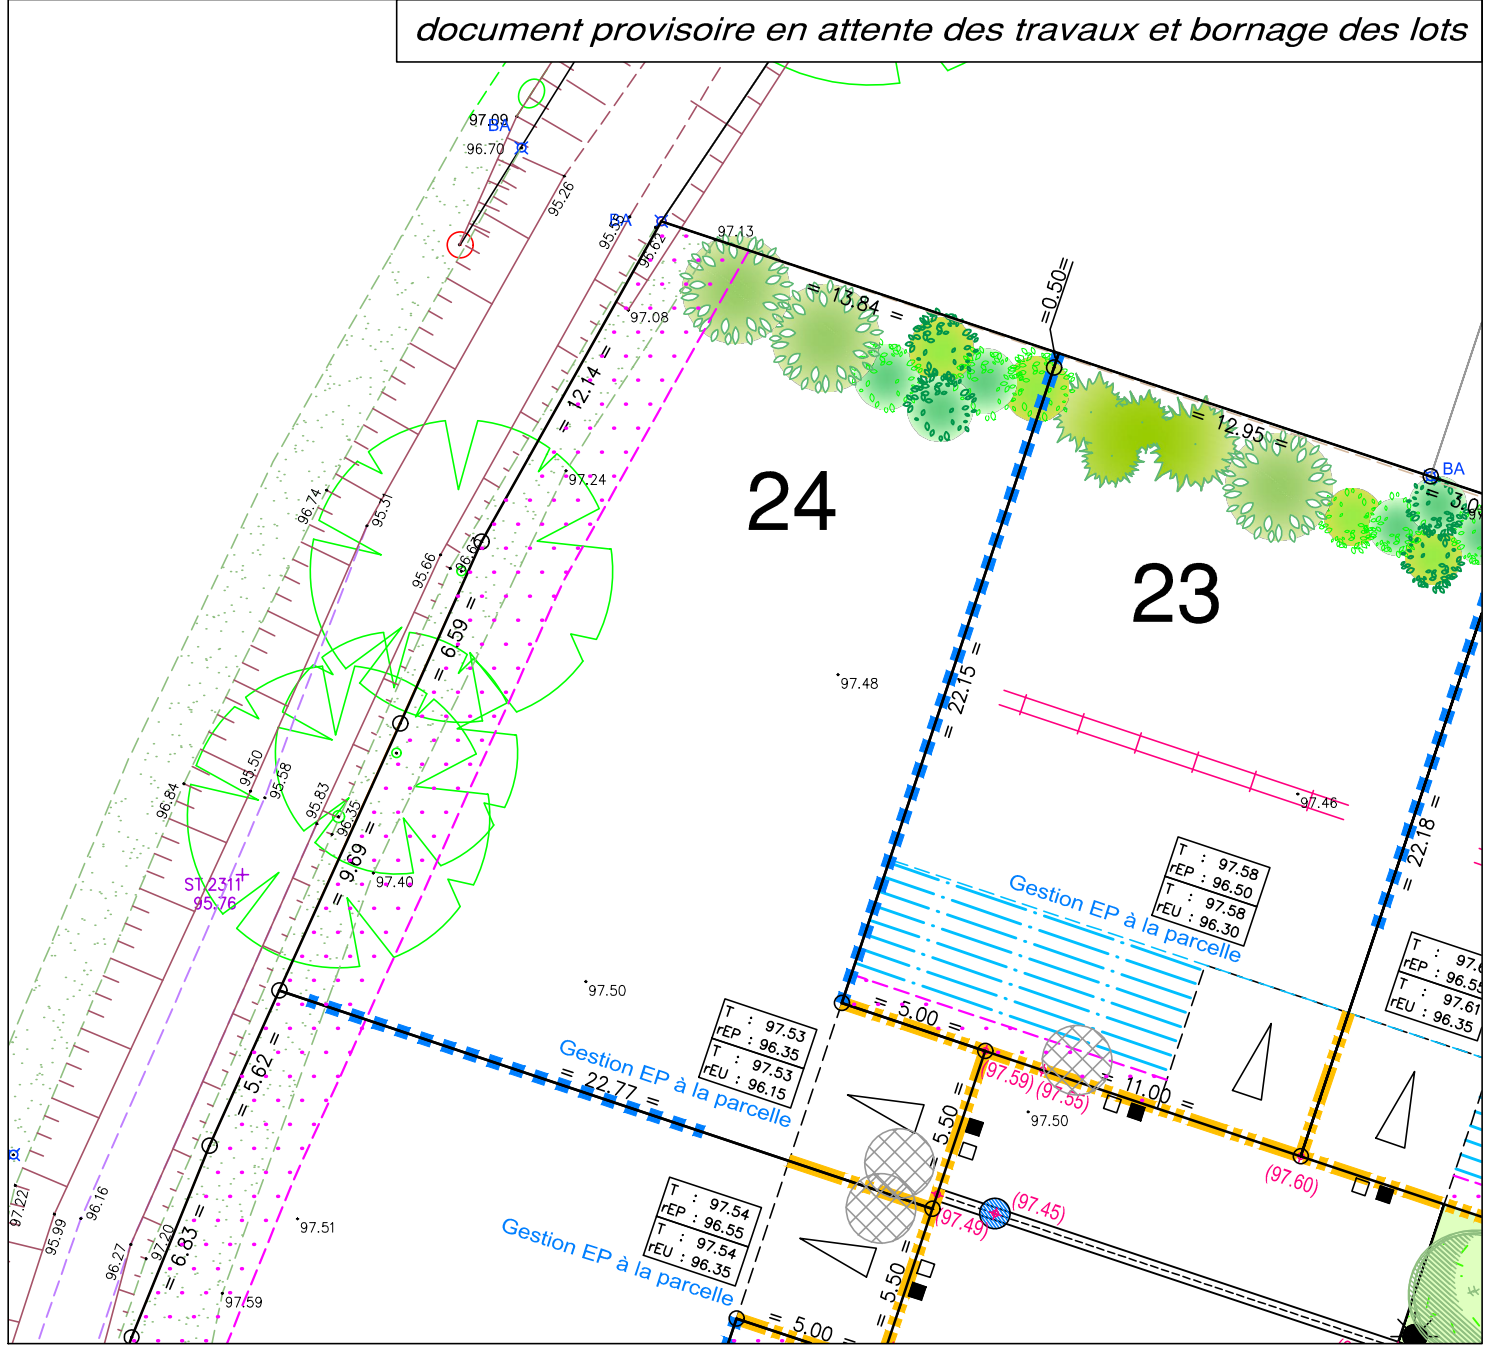 document provisoire en attente des travaux et bornage des lots
97.09
BA
96.70
95.26
BA
96.62
97.13
= 13.84 =
=0.50=
97.08
= 12.14 =
= 12.95 =
BA
97.24
24
96.74
95.31
95.66
23
= 6.59 =
97.48
= 22.15 =
97.46
95.50
95.58
95.83
96.35
96.84
= 22.18 =
= 9.69 =
97.40
ST.2311
95.76
Gestion EP à la parcelle
T : 97.58
rEP : 96.50
T : 97.58
rEU : 96.30
rEP : 96.55
T : 97.61
rEU : 96.35
97.50
= 5.00 =
T : 97.53
rEP : 96.35
T : 97.53
rEU : 96.15
Gestion EP à la parcelle
= 22.77 =
= 5.62 =
(97.59)
(97.55)
= 11.00 =
97.50
= 5.50 =
(97.60)
(97.45)
(97.49)
T : 97.54
rEP : 96.55
T : 97.54
rEU : 96.35
Gestion EP à la parcelle
97.22
95.99
96.16
96.27
97.20
= 6.83 =
97.51
97.59
= 5.50 =
= 5.00 =